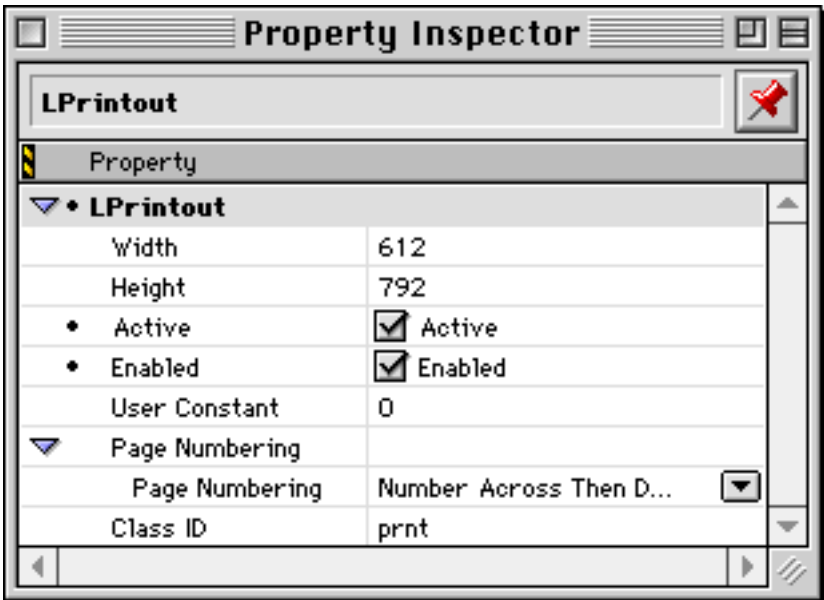 Property Inspector
LPrintout
Property
• LPrintout
Width 612
Height 792
• Active Active
• Enabled Enabled
User Constant 0
Page Numbering
Page Numbering Number Across Then D...
Class ID prnt